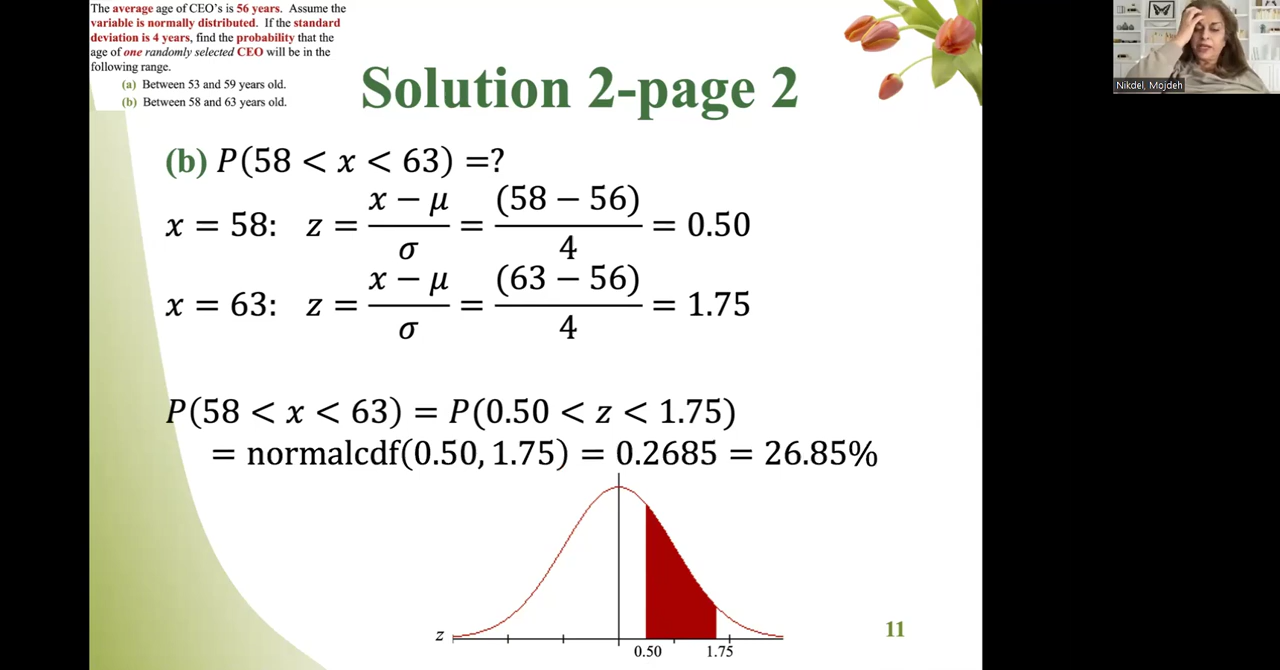 The average age of CEO's is 56 years. Assume the
variable is normally distributed. If the standard
deviation is 4 years, find the probability that the
age of one randomly selected CEO will be in the
following range.
(a) Between 53 and 59 years old.
(b) Between 58 and 63 years old.
Solution 2-page 2
Nikdel, Mojdeh
(b) P(58 < x < 63) =?
x = 58: z = (x − μ)/σ = (58 − 56)/4 = 0.50
x = 63: z = (x − μ)/σ = (63 − 56)/4 = 1.75
P(58 < x < 63) = P(0.50 < z < 1.75)
= normalcdf(0.50, 1.75) = 0.2685 = 26.85%
z
0.50 1.75
11